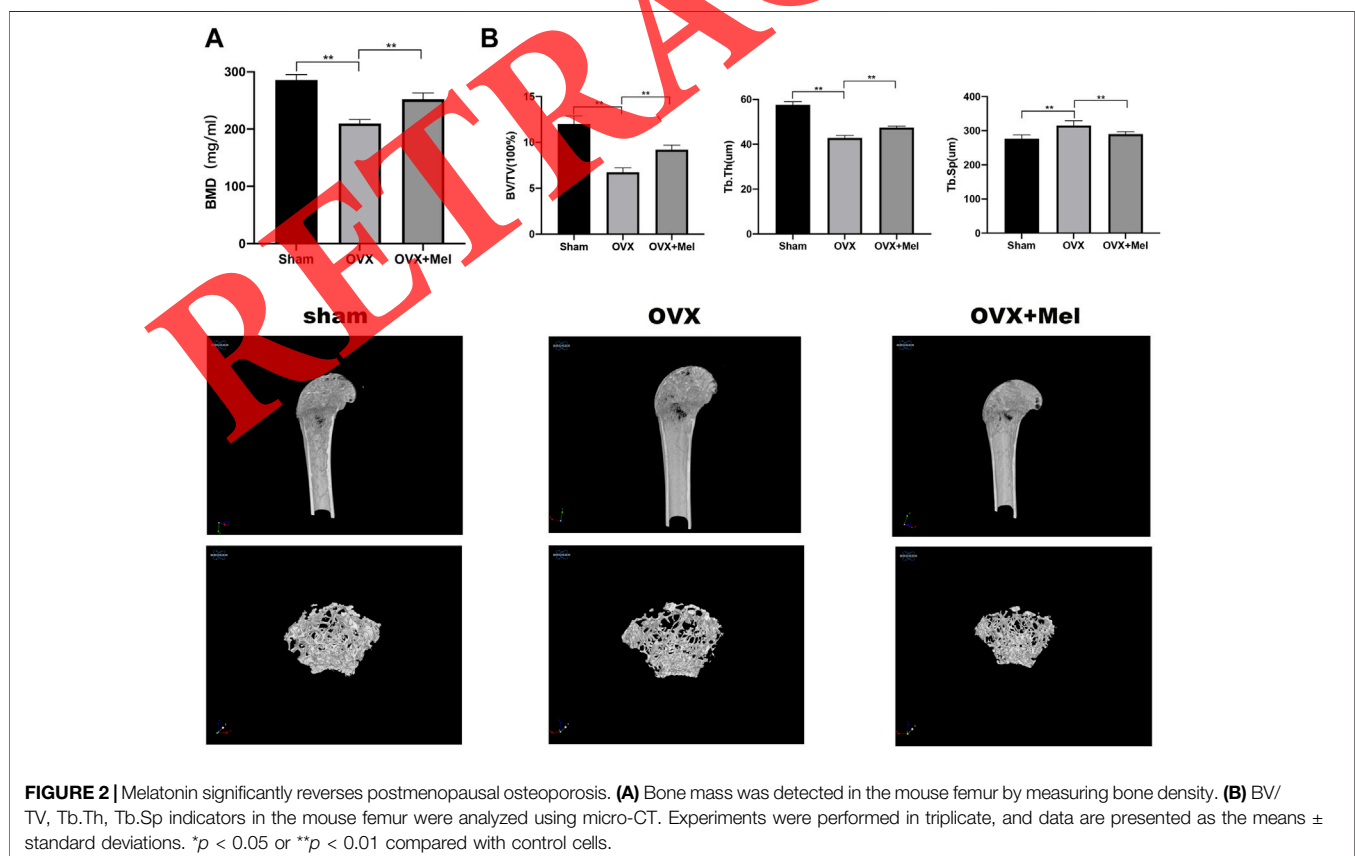 A
B
**
**
300
200
100
0
BMD (mg/ml)
Sham
OVX
OVX+Mel
**
**
15
10
5
0
BV/TV(100%)
Sham
OVX
OVX+Mel
**
**
60
40
20
0
Tb.Th(um)
Sham
OVX
OVX+Mel
**
**
400
300
200
100
0
Tb.Sp(um)
Sham
OVX
OVX+Mel
RETRAC
sham
OVX
OVX+Mel
FIGURE 2 | Melatonin significantly reverses postmenopausal osteoporosis. (A) Bone mass was detected in the mouse femur by measuring bone density. (B) BV/
TV, Tb.Th, Tb.Sp indicators in the mouse femur were analyzed using micro-CT. Experiments were performed in triplicate, and data are presented as the means ±
standard deviations. *p < 0.05 or **p < 0.01 compared with control cells.